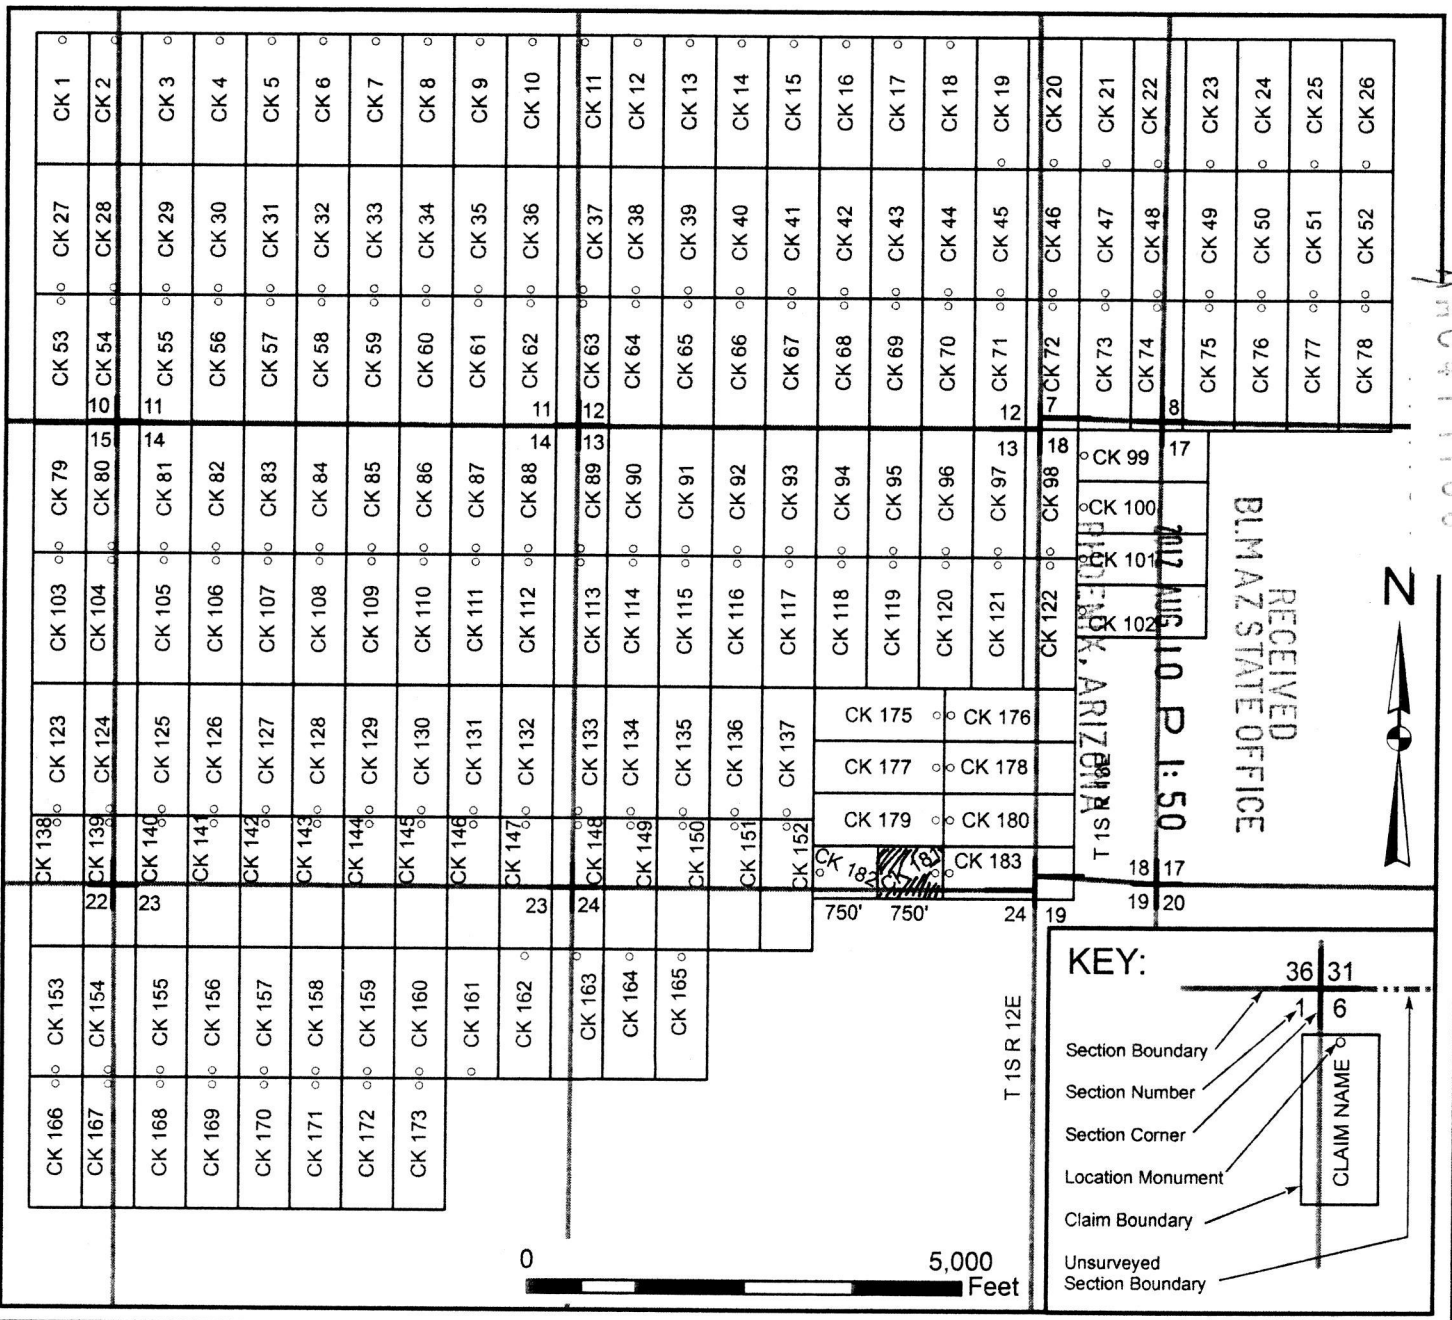 CK 1 CK 2 CK 3 CK 4 CK 5 CK 6 CK 7 CK 8 CK 9 CK 10 CK 11 CK 12 CK 13 CK 14 CK 15 CK 16 CK 17 CK 18 CK 19 CK 20 CK 21 CK 22 CK 23 CK 24 CK 25 CK 26
CK 27 CK 28 CK 29 CK 30 CK 31 CK 32 CK 33 CK 34 CK 35 CK 36 CK 37 CK 38 CK 39 CK 40 CK 41 CK 42 CK 43 CK 44 CK 45 CK 46 CK 47 CK 48 CK 49 CK 50 CK 51 CK 52
CK 53 CK 54 CK 55 CK 56 CK 57 CK 58 CK 59 CK 60 CK 61 CK 62 CK 63 CK 64 CK 65 CK 66 CK 67 CK 68 CK 69 CK 70 CK 71 CK 72 CK 73 CK 74 CK 75 CK 76 CK 77 CK 78
10 11 11 12 12 7 8
15 14 14 13 13 18 17
CK 79 CK 80 CK 81 CK 82 CK 83 CK 84 CK 85 CK 86 CK 87 CK 88 CK 89 CK 90 CK 91 CK 92 CK 93 CK 94 CK 95 CK 96 CK 97 CK 98 CK 99
CK 100
CK 101
CK 102
CK 103 CK 104 CK 105 CK 106 CK 107 CK 108 CK 109 CK 110 CK 111 CK 112 CK 113 CK 114 CK 115 CK 116 CK 117 CK 118 CK 119 CK 120 CK 121 CK 122
RECEIVED
BLM AZ STATE OFFICE
2012 AUG 10 P 1:50
PHOENIX, ARIZONA
N
CK 123 CK 124 CK 125 CK 126 CK 127 CK 128 CK 129 CK 130 CK 131 CK 132 CK 133 CK 134 CK 135 CK 136 CK 137
CK 175 CK 176
CK 177 CK 178
CK 179 CK 180
CK 138 CK 139 CK 140 CK 141 CK 142 CK 143 CK 144 CK 145 CK 146 CK 147 CK 148 CK 149 CK 150 CK 151 CK 152 CK 182 CK 181 CK 183
T 1S R
18 17
22 23 23 24 750' 750' 24 19 19 20
CK 153 CK 154 CK 155 CK 156 CK 157 CK 158 CK 159 CK 160 CK 161 CK 162 CK 163 CK 164 CK 165
T 1S R 12E
CK 166 CK 167 CK 168 CK 169 CK 170 CK 171 CK 172 CK 173
0 5,000
Feet
KEY:
36 31
1 6
Section Boundary
Section Number
Section Corner
Location Monument
Claim Boundary
Unsurveyed
Section Boundary
CLAIM NAME